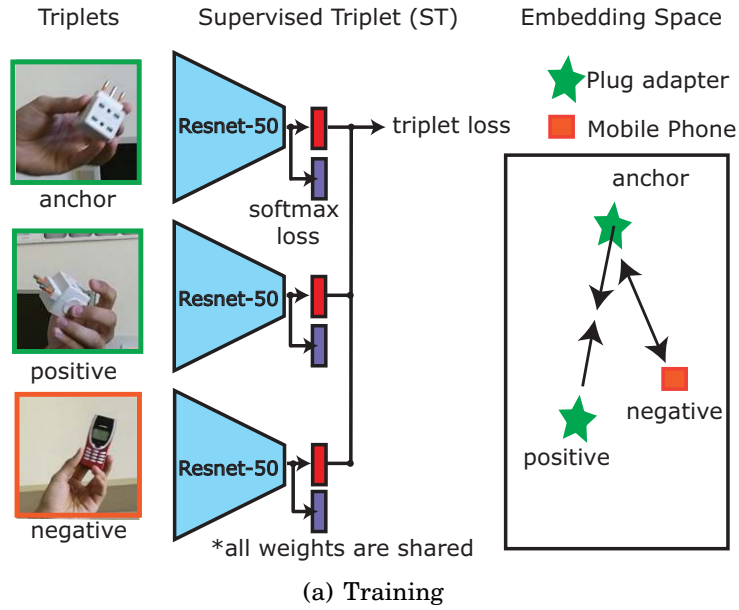 Triplets
Supervised Triplet (ST)
Embedding Space
Resnet-50
triplet loss
anchor
softmax
loss
Resnet-50
positive
Resnet-50
negative
*all weights are shared
Plug adapter
Mobile Phone
anchor
negative
positive
(a) Training